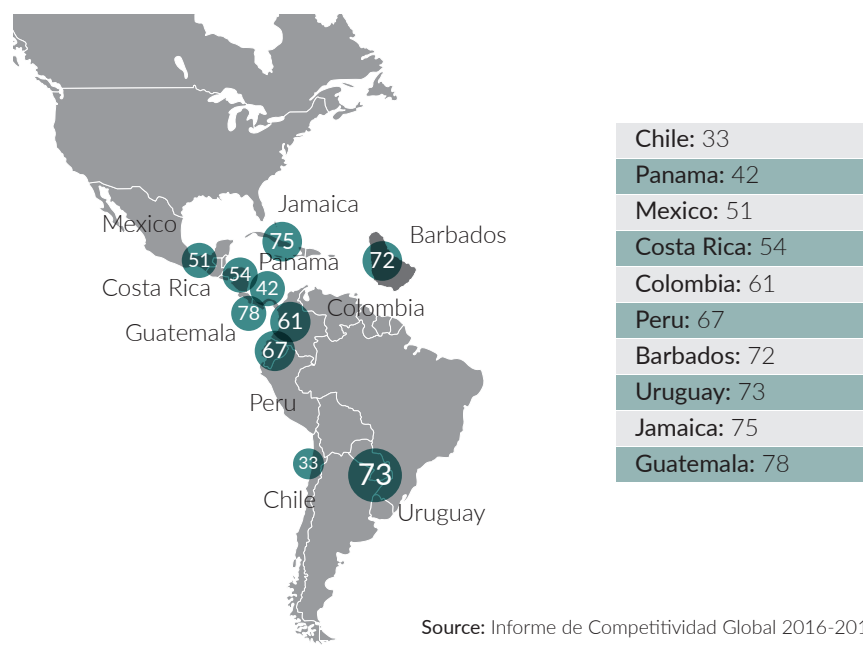 Jamaica
Mexico
75
Barbados
51
54
Panama
72
Costa Rica
42
78
61
Colombia
Guatemala
67
Peru
33
73
Chile
Uruguay
Chile: 33
Panama: 42
Mexico: 51
Costa Rica: 54
Colombia: 61
Peru: 67
Barbados: 72
Uruguay: 73
Jamaica: 75
Guatemala: 78
Source: Informe de Competitividad Global 2016-201